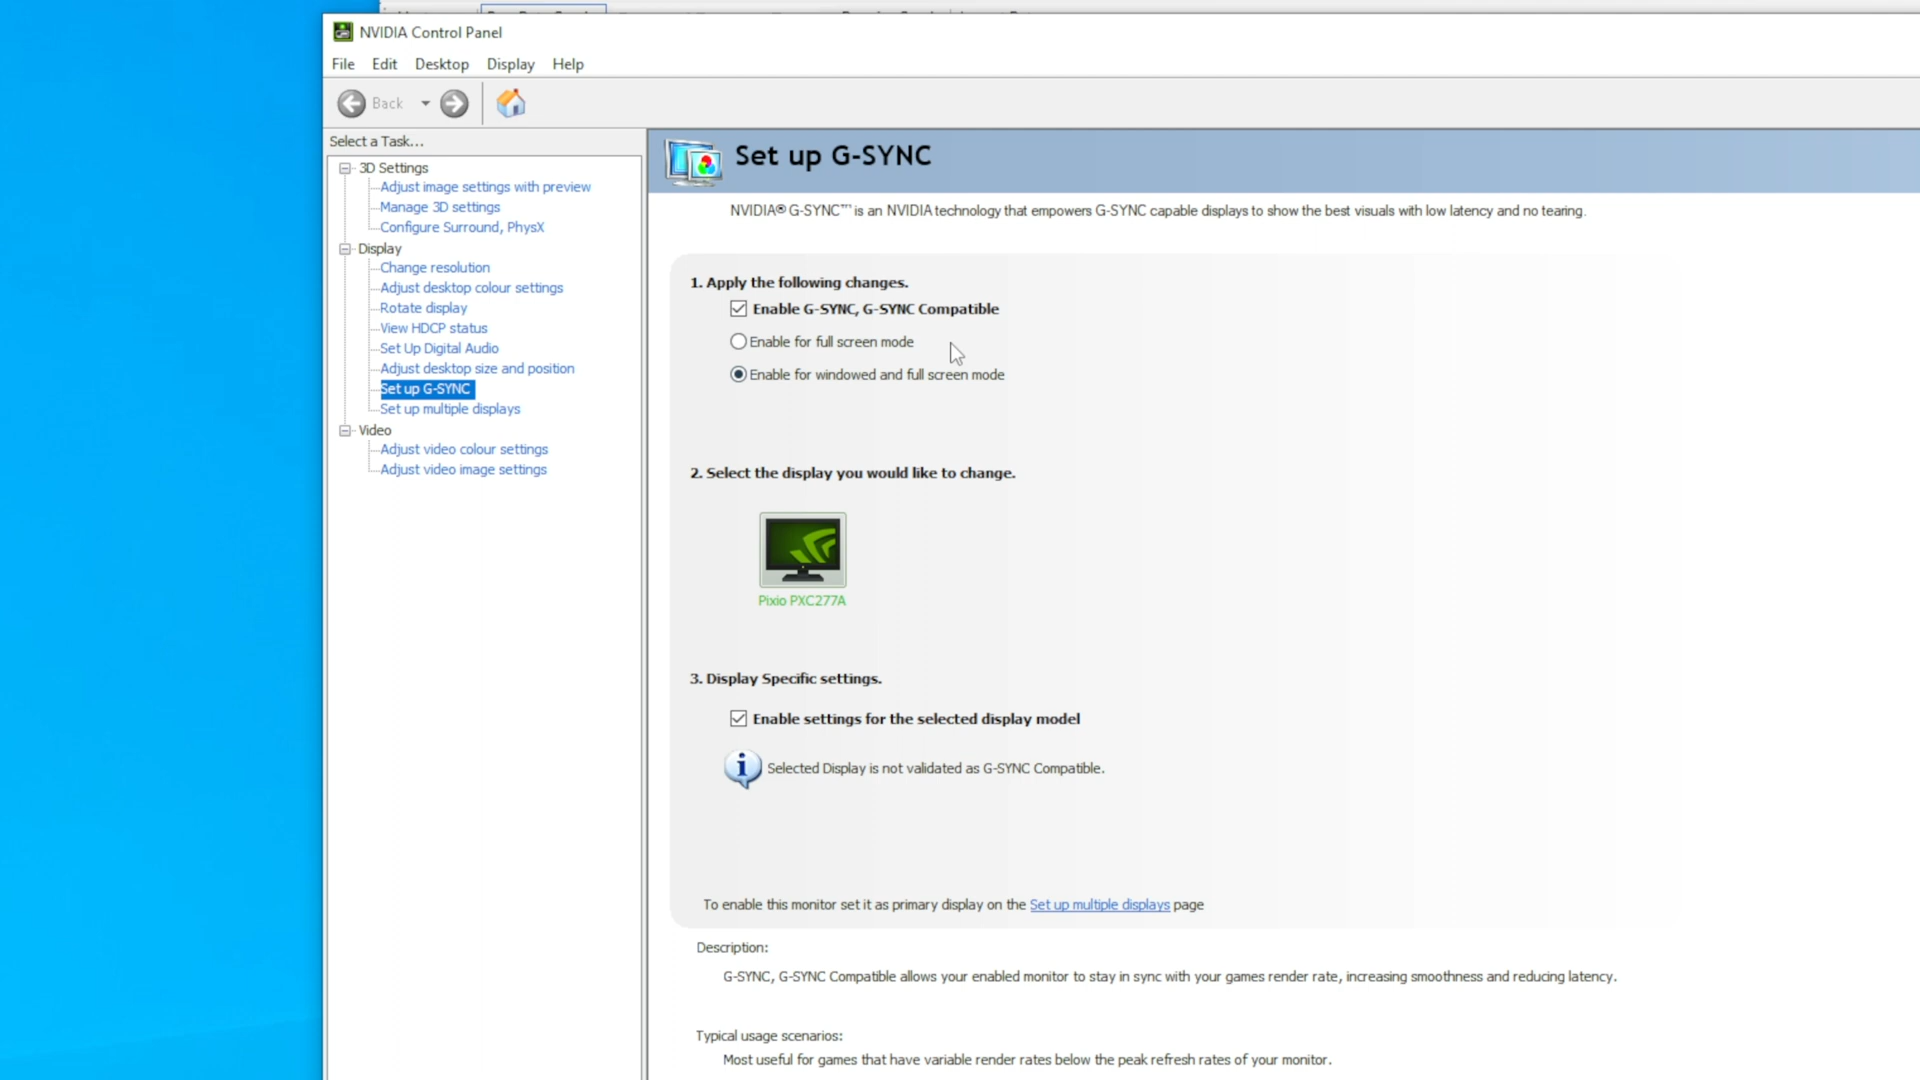 NVIDIA Control Panel
File Edit Desktop Display Help
Back
Select a Task...
3D Settings
Adjust image settings with preview
Manage 3D settings
Configure Surround, PhysX
Display
Change resolution
Adjust desktop colour settings
Rotate display
View HDCP status
Set Up Digital Audio
Adjust desktop size and position
Set up G-SYNC
Set up multiple displays
Video
Adjust video colour settings
Adjust video image settings
Set up G-SYNC
NVIDIA® G-SYNC™ is an NVIDIA technology that empowers G-SYNC capable displays to show the best visuals with low latency and no tearing.
1. Apply the following changes.
Enable G-SYNC, G-SYNC Compatible
Enable for full screen mode
Enable for windowed and full screen mode
2. Select the display you would like to change.
Pixio PXC277A
3. Display Specific settings.
Enable settings for the selected display model
Selected Display is not validated as G-SYNC Compatible.
To enable this monitor set it as primary display on the Set up multiple displays page
Description:
G-SYNC, G-SYNC Compatible allows your enabled monitor to stay in sync with your games render rate, increasing smoothness and reducing latency.
Typical usage scenarios:
Most useful for games that have variable render rates below the peak refresh rates of your monitor.